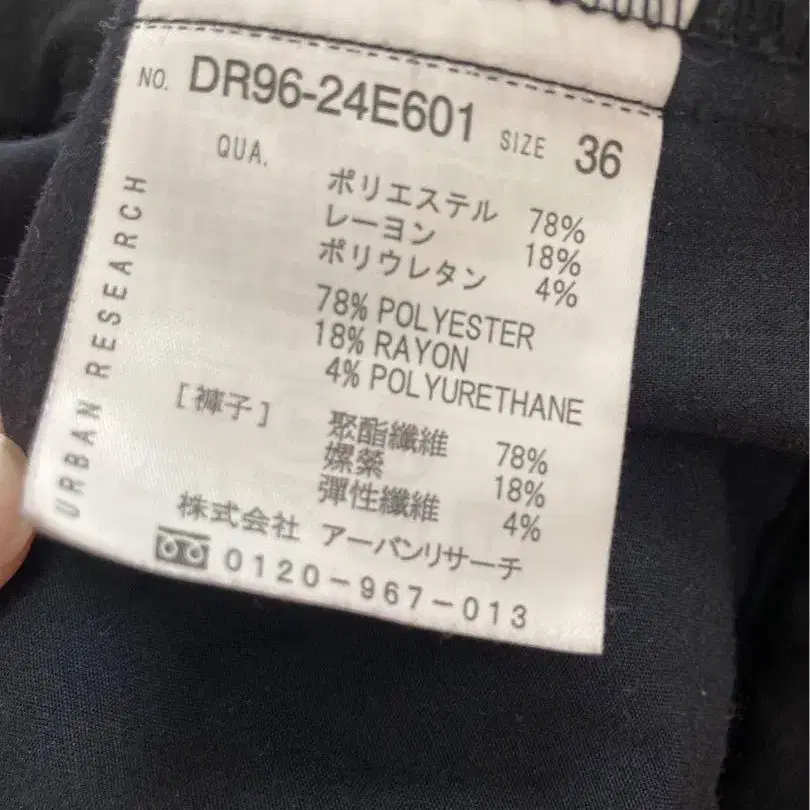 NO. DR96-24E601 SIZE 36
QUA.
ポリエステル 78%
レーヨン 18%
ポリウレタン 4%
78% POLYESTER
18% RAYON
4% POLYURETHANE
[褲子]
聚酯纖維 78%
嫘縈 18%
彈性纖維 4%
株式会社 アーバンリサーチ
0120-967-013
URBAN RESEARCH